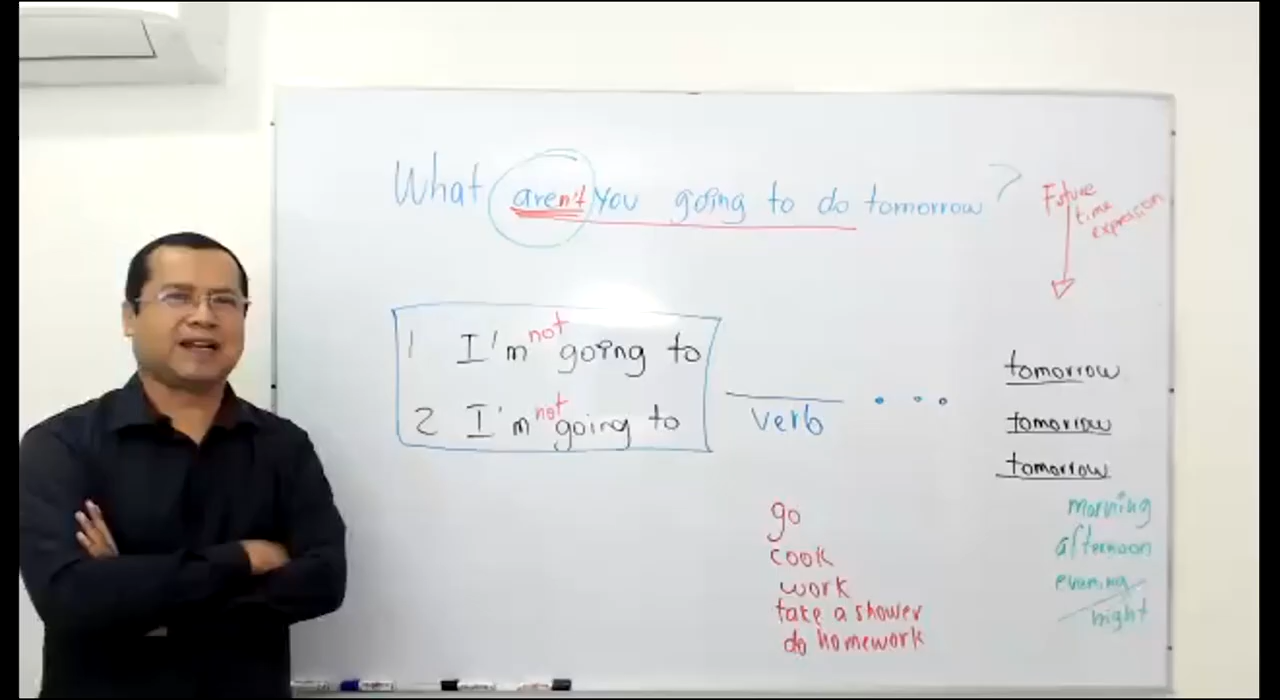 What aren't you going to do tomorrow?
Future
time
expression
1 I'm not going to
2 I'm not going to
verb . . .
tomorrow
tomorrow
tomorrow
morning
afternoon
evening
night
go
cook
work
take a shower
do homework